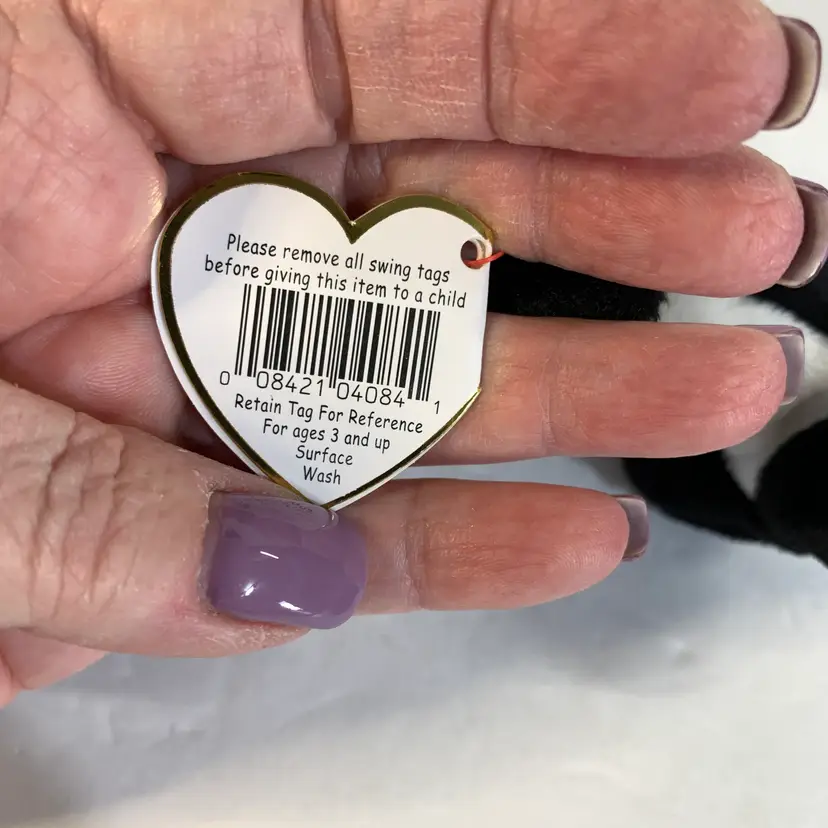 Please remove all swing tags
before giving this item to a child
0 08421 04084 1
Retain Tag For Reference
For ages 3 and up
Surface
Wash